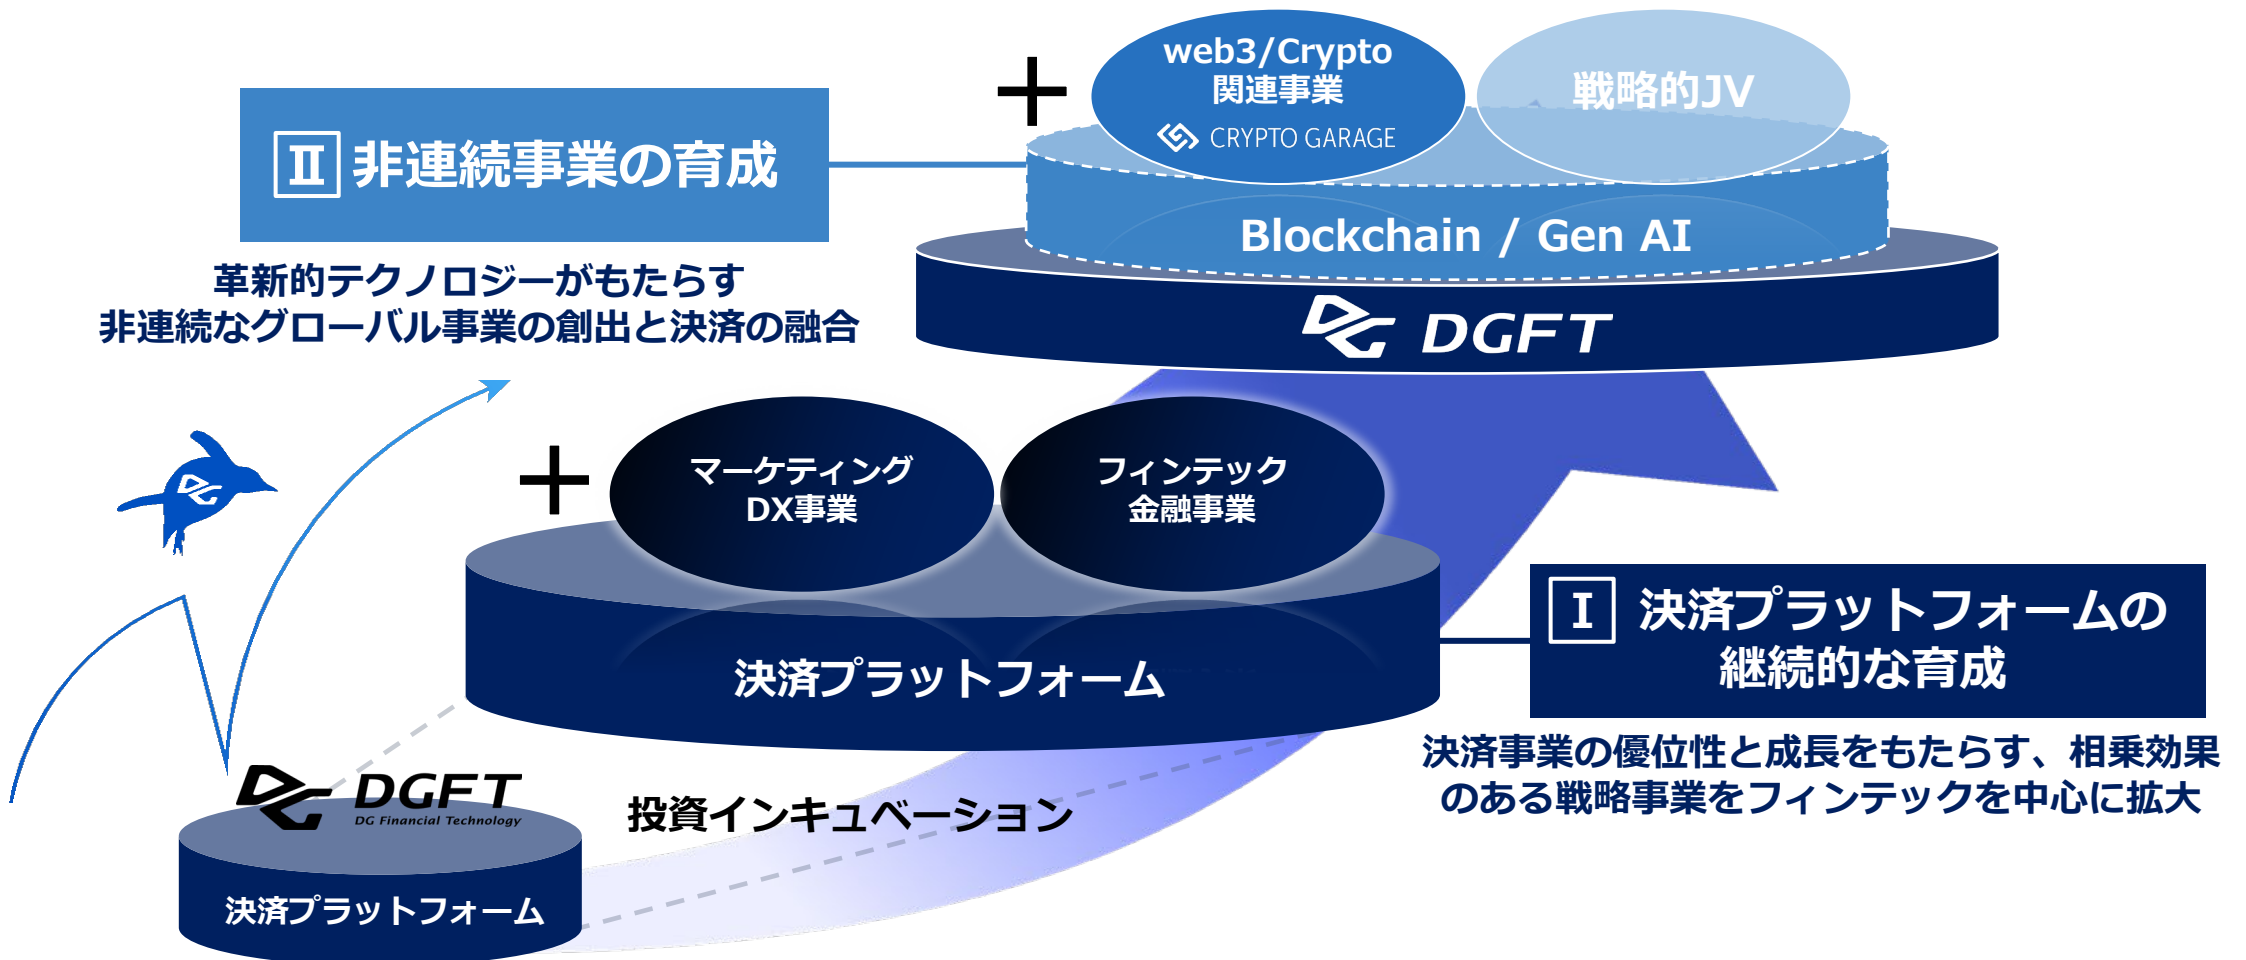 web3/Crypto
関連事業
CRYPTO GARAGE
戦略的JV
Ⅱ 非連続事業の育成
Blockchain / Gen AI
DGFT
革新的テクノロジーがもたらす
非連続なグローバル事業の創出と決済の融合
マーケティング
DX事業
フィンテック
金融事業
決済プラットフォーム
Ⅰ 決済プラットフォームの
継続的な育成
決済事業の優位性と成長をもたらす、相乗効果
のある戦略事業をフィンテックを中心に拡大
DGFT
DG Financial Technology
投資インキュベーション
決済プラットフォーム